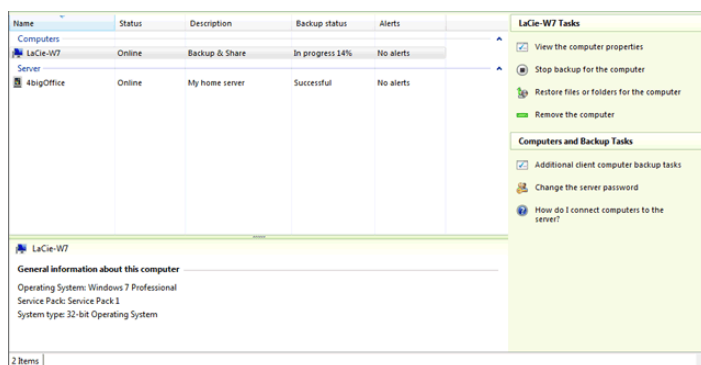 Name Status Description Backup status Alerts
Computers
LaCie-W7 Online Backup & Share In progress 14% No alerts
Server
4bigOffice Online My home server Successful No alerts
LaCie-W7
General information about this computer
Operating System: Windows 7 Professional
Service Pack: Service Pack 1
System type: 32-bit Operating System
2 Items
LaCie-W7 Tasks
View the computer properties
Stop backup for the computer
Restore files or folders for the computer
Remove the computer
Computers and Backup Tasks
Additional client computer backup tasks
Change the server password
How do I connect computers to the
server?